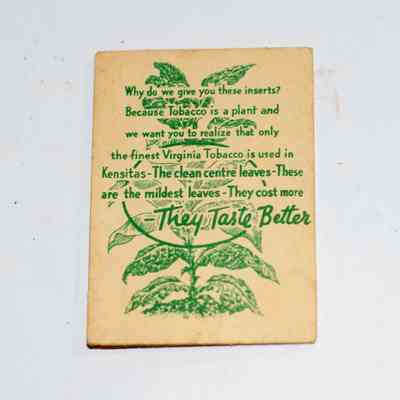 Why do we give you these inserts?
Because Tobacco is a plant and
we want you to realize that only
the finest Virginia Tobacco is used in
Kensitas - The clean centre leaves - These
are the mildest leaves - They cost more
- They Taste Better